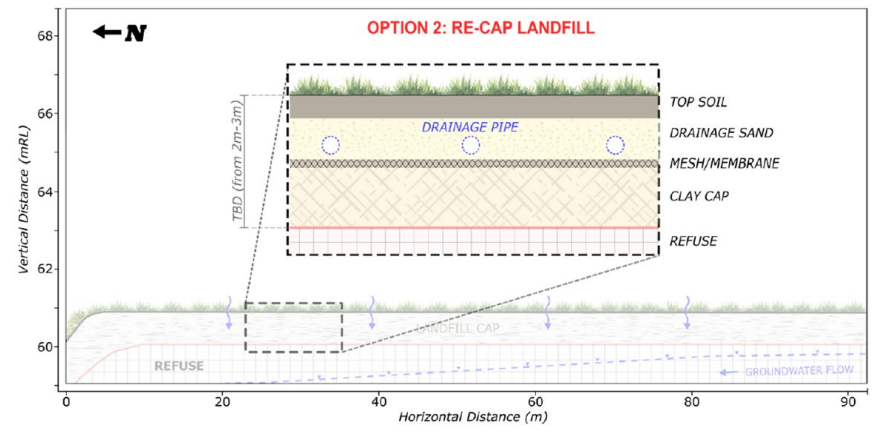 OPTION 2: RE-CAP LANDFILL
N
68
66
64
62
60
Vertical Distance (mRL)
TBD (from 2m-3m)
TOP SOIL
DRAINAGE PIPE
DRAINAGE SAND
MESH/MEMBRANE
CLAY CAP
REFUSE
LANDFILL CAP
REFUSE
GROUNDWATER FLOW
0 20 40 60 80 90
Horizontal Distance (m)